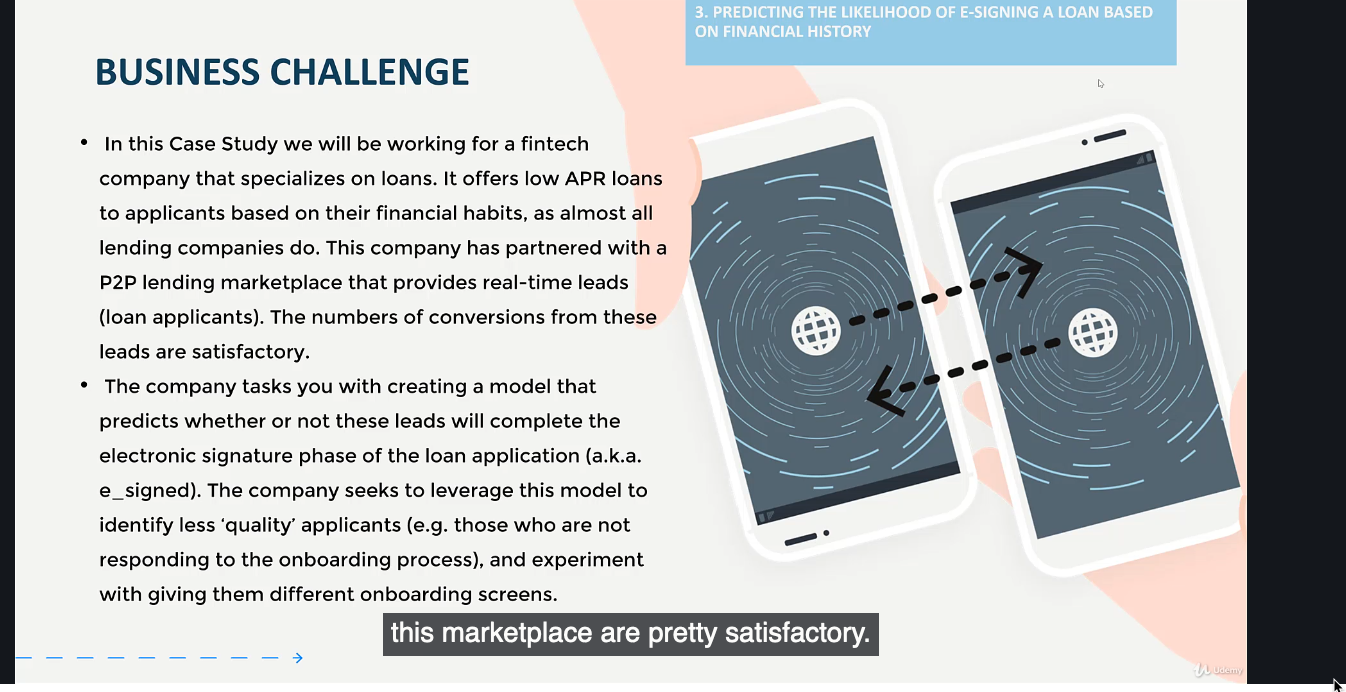 3. PREDICTING THE LIKELIHOOD OF E-SIGNING A LOAN BASED
ON FINANCIAL HISTORY
BUSINESS CHALLENGE
• In this Case Study we will be working for a fintech
company that specializes on loans. It offers low APR loans
to applicants based on their financial habits, as almost all
lending companies do. This company has partnered with a
P2P lending marketplace that provides real-time leads
(loan applicants). The numbers of conversions from these
leads are satisfactory.
• The company tasks you with creating a model that
predicts whether or not these leads will complete the
electronic signature phase of the loan application (a.k.a.
e_signed). The company seeks to leverage this model to
identify less ‘quality’ applicants (e.g. those who are not
responding to the onboarding process), and experiment
with giving them different onboarding screens.
this marketplace are pretty satisfactory.
Udemy